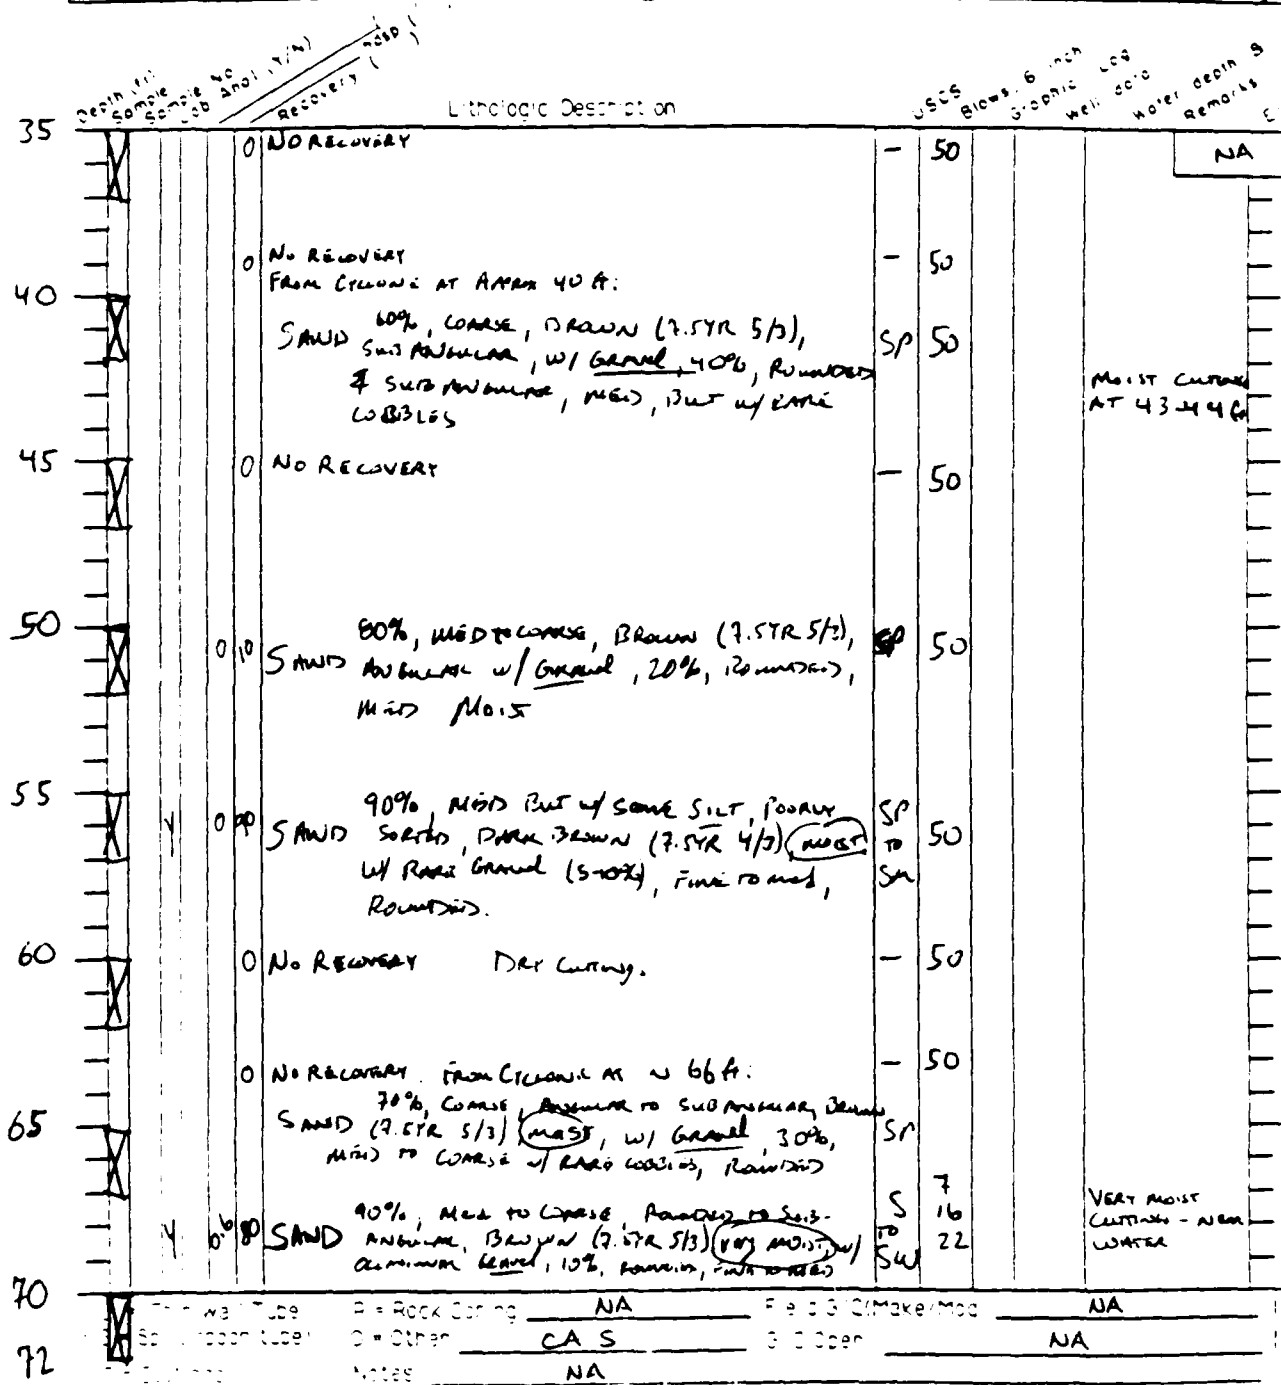 Depth (ft)
Sample
Sample No
Lab Anal (Y/N)
Recovery (
Lithologic Description
USCS
Blows, 6 inch
Graphic Log
Well data
Water depth
Remarks
35
0 NO RECOVERY - 50 NA
0 NO RECOVERY - 50
FROM CYCLONE AT APPROX 40 ft:
40
SAND 60%, COARSE, BROWN (7.5YR 5/3),
SUBANGULAR, W/ GRAVEL, 40%, ROUNDED SP 50
& SUBANGULAR, MED, BUT W/ RARE
COBBLES
MOIST CUTTINGS
AT 43-44 ft
45
0 NO RECOVERY - 50
50
0 10 SAND 80%, MED TO COARSE, BROWN (7.5YR 5/3), SP 50
ANGULAR W/ GRAVEL, 20%, ROUNDED,
MED MOIST
55
90%, MED BUT W/ SOME SILT, POORLY SP
Y 0 SAND SORTED, DARK BROWN (7.5YR 4/3) MOIST TO 50
W/ RARE GRAVEL (5-10%), FINE TO MED, SM
ROUNDED.
60
0 NO RECOVERY DRY CUTTING. - 50
0 NO RECOVERY. FROM CYCLONE AT ~ 66 ft: - 50
65
70%, COARSE, ANGULAR TO SUBANGULAR, BROWN
SAND (7.5YR 5/3) MOIST, W/ GRAVEL, 30%, SP
MED TO COARSE W/ RARE COBBLES, ROUNDED
90%, MED TO COARSE, ROUNDED TO SUB- S 7
Y 0.6 80 SAND ANGULAR, BROWN (7.5YR 5/3) VERY MOIST, W/ TO 16
GRAVEL, 10%, ROUNDED, FINE TO MED SW 22
VERY MOIST
CUTTINGS - NEAR
WATER
70
Thin Wall Tube R = Rock Coring NA NA
O = Other CA S NA
72
Notes NA